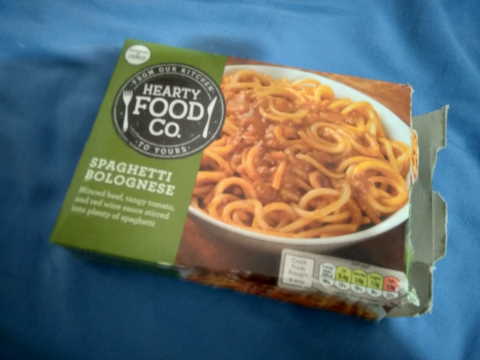 FROM OUR KITCHEN
HEARTY
FOOD
CO.
TO YOURS
SPAGHETTI
BOLOGNESE
Minced beef, tangy tomato,
and red wine sauce stirred
into plenty of spaghetti